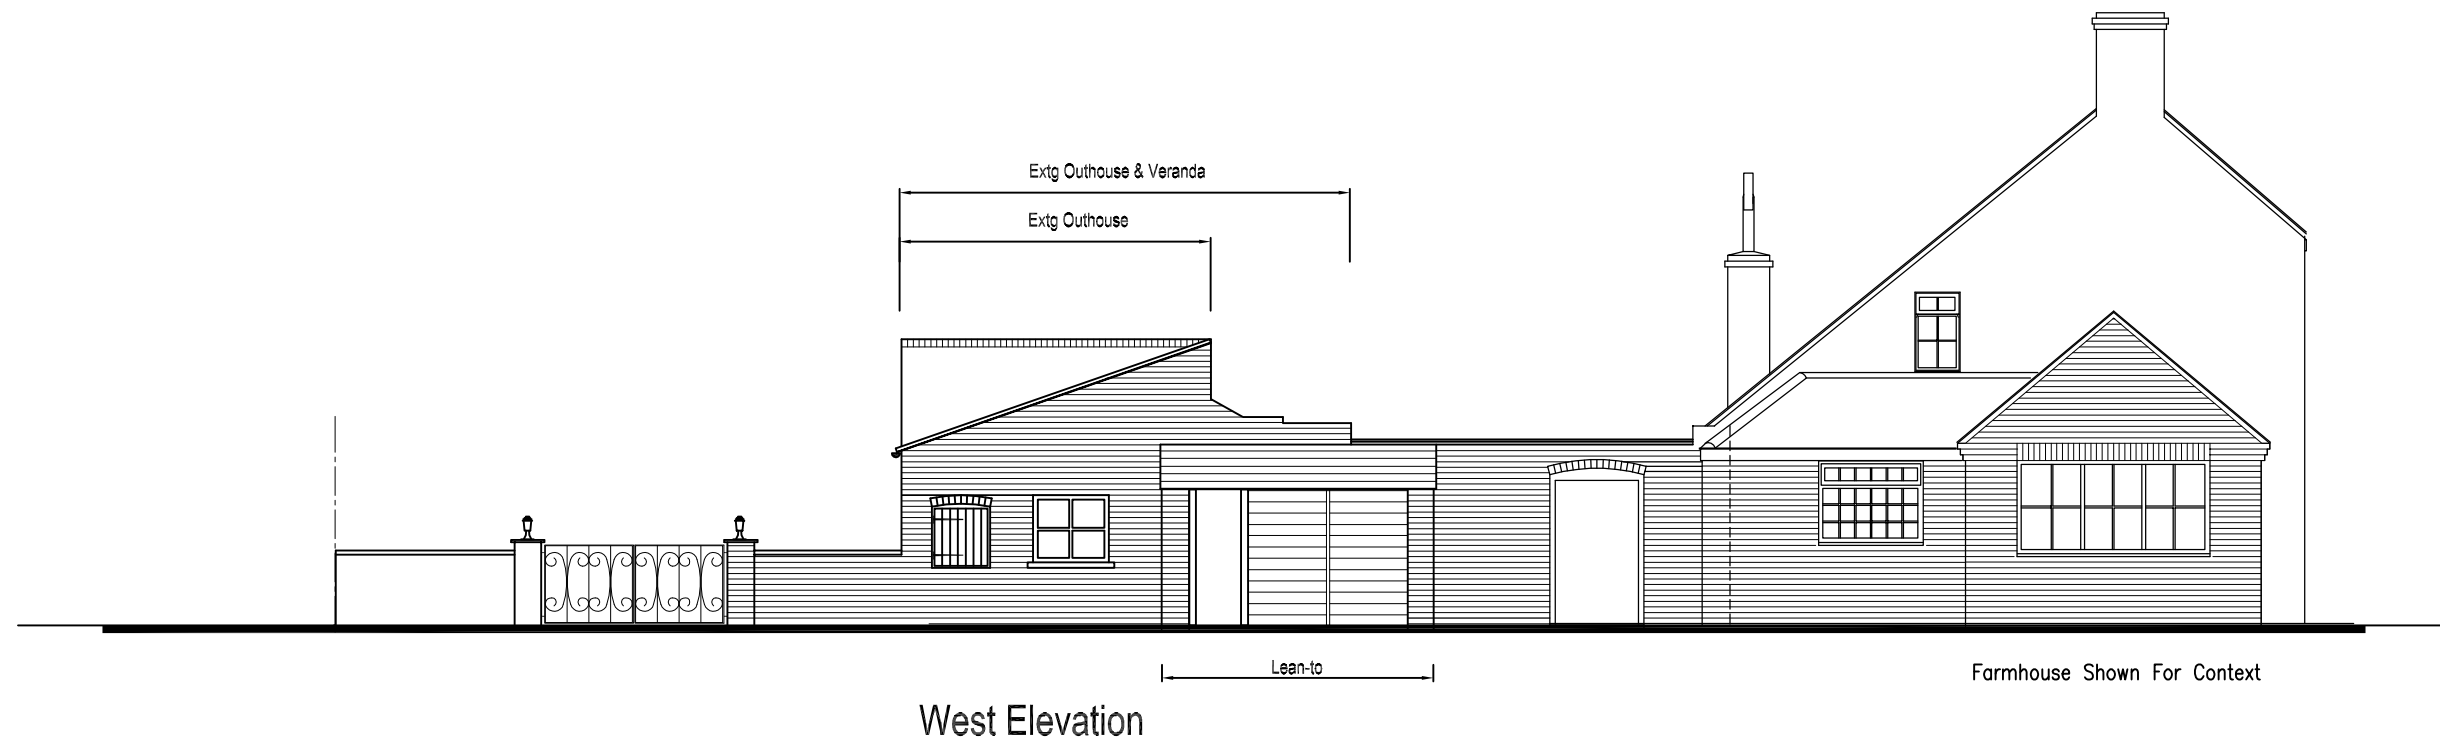 Extg Outhouse & Veranda
Extg Outhouse
Lean-to
Farmhouse Shown For Context
West Elevation